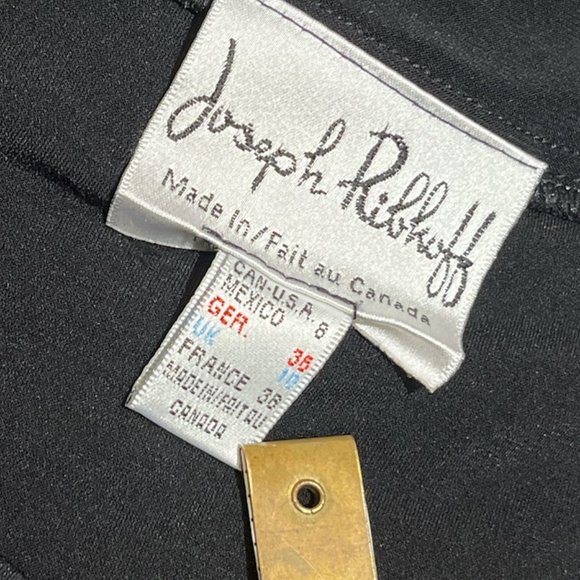 Joseph Ribkoff
Made In/Fait au Canada
CAN-U.S.A.
MEXICO 8
GER. 36
UK 10
FRANCE 38
MADE IN/FAIT AU
CANADA